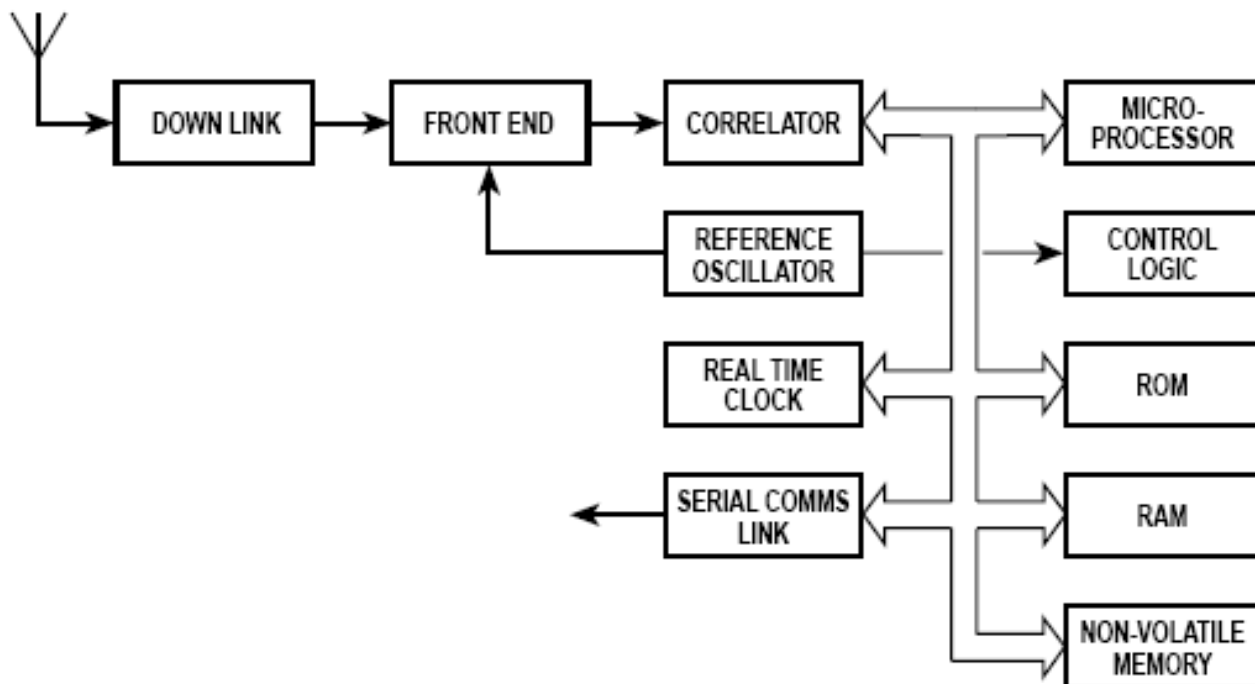 DOWN LINK
FRONT END
CORRELATOR
MICRO-
PROCESSOR
REFERENCE
OSCILLATOR
CONTROL
LOGIC
REAL TIME
CLOCK
ROM
SERIAL COMMS
LINK
RAM
NON-VOLATILE
MEMORY